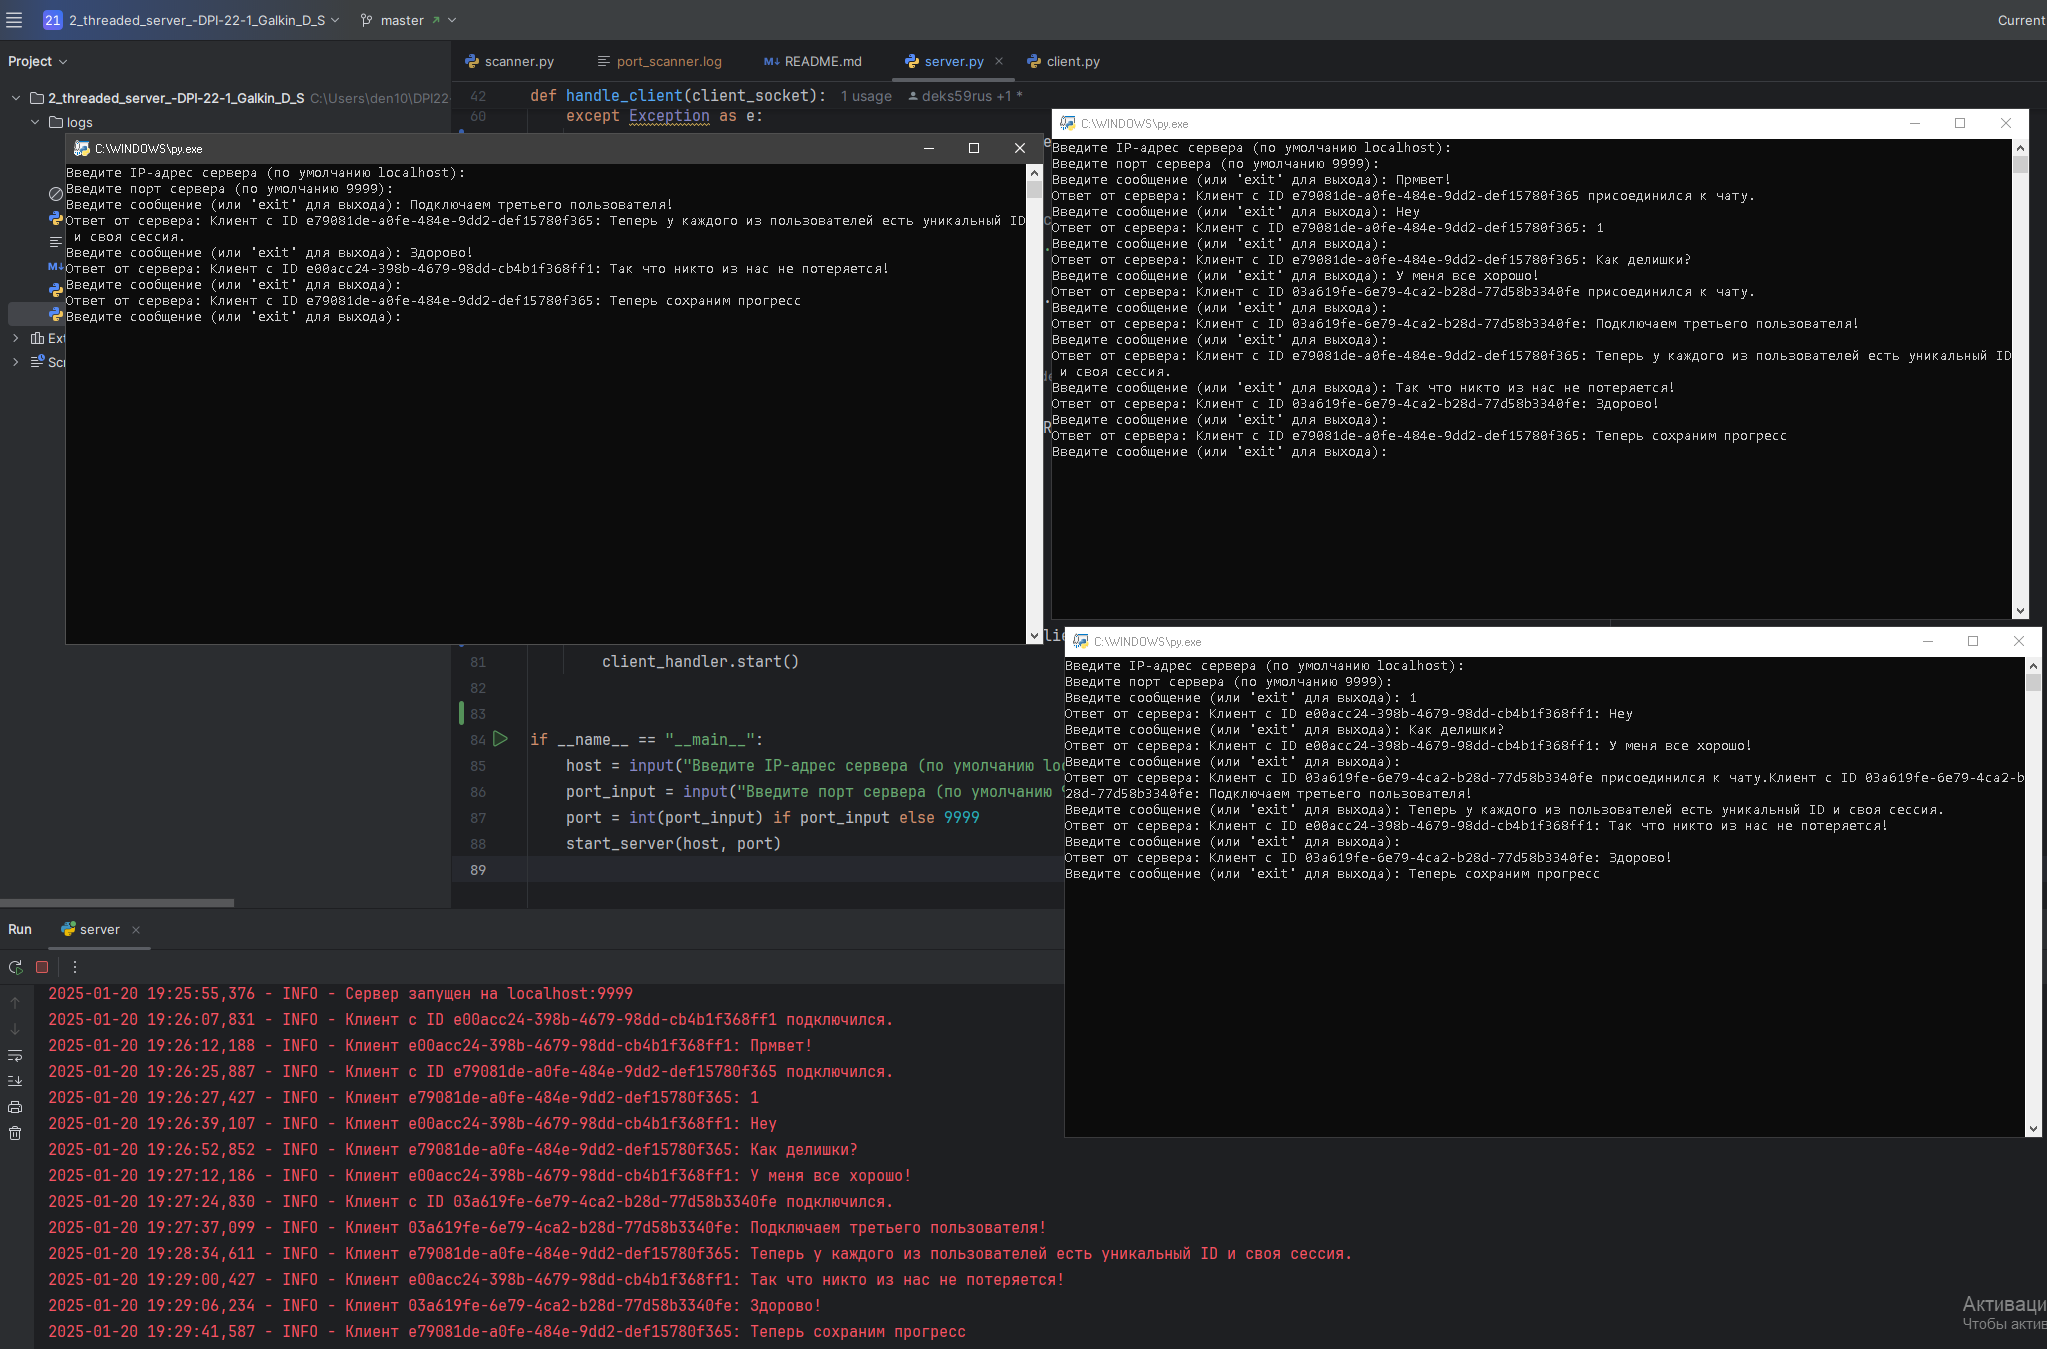 21 2_threaded_server_-DPI-22-1_Galkin_D_S master Current
Project
2_threaded_server_-DPI-22-1_Galkin_D_S C:\Users\den10\DPI22
logs
scanner.py port_scanner.log README.md server.py client.py
42 def handle_client(client_socket): 1 usage deks59rus +1 *
60 except Exception as e:
C:\WINDOWS\py.exe
Введите IP-адрес сервера (по умолчанию localhost):
Введите порт сервера (по умолчанию 9999):
Введите сообщение (или 'exit' для выхода): Подключаем третьего пользователя!
Ответ от сервера: Клиент с ID e79081de-a0fe-484e-9dd2-def15780f365: Теперь у каждого из пользователей есть уникальный ID
и своя сессия.
Введите сообщение (или 'exit' для выхода): Здорово!
Ответ от сервера: Клиент с ID e00acc24-398b-4679-98dd-cb4b1f368ff1: Так что никто из нас не потеряется!
Введите сообщение (или 'exit' для выхода):
Ответ от сервера: Клиент с ID e79081de-a0fe-484e-9dd2-def15780f365: Теперь сохраним прогресс
Введите сообщение (или 'exit' для выхода):
C:\WINDOWS\py.exe
Введите IP-адрес сервера (по умолчанию localhost):
Введите порт сервера (по умолчанию 9999):
Введите сообщение (или 'exit' для выхода): Прмвет!
Ответ от сервера: Клиент с ID e79081de-a0fe-484e-9dd2-def15780f365 присоединился к чату.
Введите сообщение (или 'exit' для выхода): Hey
Ответ от сервера: Клиент с ID e79081de-a0fe-484e-9dd2-def15780f365: 1
Введите сообщение (или 'exit' для выхода):
Ответ от сервера: Клиент с ID e79081de-a0fe-484e-9dd2-def15780f365: Как делишки?
Введите сообщение (или 'exit' для выхода): У меня все хорошо!
Ответ от сервера: Клиент с ID 03a619fe-6e79-4ca2-b28d-77d58b3340fe присоединился к чату.
Введите сообщение (или 'exit' для выхода):
Ответ от сервера: Клиент с ID 03a619fe-6e79-4ca2-b28d-77d58b3340fe: Подключаем третьего пользователя!
Введите сообщение (или 'exit' для выхода):
Ответ от сервера: Клиент с ID e79081de-a0fe-484e-9dd2-def15780f365: Теперь у каждого из пользователей есть уникальный ID
и своя сессия.
Введите сообщение (или 'exit' для выхода): Так что никто из нас не потеряется!
Ответ от сервера: Клиент с ID 03a619fe-6e79-4ca2-b28d-77d58b3340fe: Здорово!
Введите сообщение (или 'exit' для выхода):
Ответ от сервера: Клиент с ID e79081de-a0fe-484e-9dd2-def15780f365: Теперь сохраним прогресс
Введите сообщение (или 'exit' для выхода):
C:\WINDOWS\py.exe
Введите IP-адрес сервера (по умолчанию localhost):
Введите порт сервера (по умолчанию 9999):
Введите сообщение (или 'exit' для выхода): 1
Ответ от сервера: Клиент с ID e00acc24-398b-4679-98dd-cb4b1f368ff1: Hey
Введите сообщение (или 'exit' для выхода): Как делишки?
Ответ от сервера: Клиент с ID e00acc24-398b-4679-98dd-cb4b1f368ff1: У меня все хорошо!
Введите сообщение (или 'exit' для выхода):
Ответ от сервера: Клиент с ID 03a619fe-6e79-4ca2-b28d-77d58b3340fe присоединился к чату.Клиент с ID 03a619fe-6e79-4ca2-b
28d-77d58b3340fe: Подключаем третьего пользователя!
Введите сообщение (или 'exit' для выхода): Теперь у каждого из пользователей есть уникальный ID и своя сессия.
Ответ от сервера: Клиент с ID e00acc24-398b-4679-98dd-cb4b1f368ff1: Так что никто из нас не потеряется!
Введите сообщение (или 'exit' для выхода):
Ответ от сервера: Клиент с ID 03a619fe-6e79-4ca2-b28d-77d58b3340fe: Здорово!
Введите сообщение (или 'exit' для выхода): Теперь сохраним прогресс
81 client_handler.start()
82
83
84 if __name__ == "__main__":
85 host = input("Введите IP-адрес сервера (по умолчанию loc
86 port_input = input("Введите порт сервера (по умолчанию 9
87 port = int(port_input) if port_input else 9999
88 start_server(host, port)
89
Run server
2025-01-20 19:25:55,376 - INFO - Сервер запущен на localhost:9999
2025-01-20 19:26:07,831 - INFO - Клиент с ID e00acc24-398b-4679-98dd-cb4b1f368ff1 подключился.
2025-01-20 19:26:12,188 - INFO - Клиент e00acc24-398b-4679-98dd-cb4b1f368ff1: Прмвет!
2025-01-20 19:26:25,887 - INFO - Клиент с ID e79081de-a0fe-484e-9dd2-def15780f365 подключился.
2025-01-20 19:26:27,427 - INFO - Клиент e79081de-a0fe-484e-9dd2-def15780f365: 1
2025-01-20 19:26:39,107 - INFO - Клиент e00acc24-398b-4679-98dd-cb4b1f368ff1: Hey
2025-01-20 19:26:52,852 - INFO - Клиент e79081de-a0fe-484e-9dd2-def15780f365: Как делишки?
2025-01-20 19:27:12,186 - INFO - Клиент e00acc24-398b-4679-98dd-cb4b1f368ff1: У меня все хорошо!
2025-01-20 19:27:24,830 - INFO - Клиент с ID 03a619fe-6e79-4ca2-b28d-77d58b3340fe подключился.
2025-01-20 19:27:37,099 - INFO - Клиент 03a619fe-6e79-4ca2-b28d-77d58b3340fe: Подключаем третьего пользователя!
2025-01-20 19:28:34,611 - INFO - Клиент e79081de-a0fe-484e-9dd2-def15780f365: Теперь у каждого из пользователей есть уникальный ID и своя сессия.
2025-01-20 19:29:00,427 - INFO - Клиент e00acc24-398b-4679-98dd-cb4b1f368ff1: Так что никто из нас не потеряется!
2025-01-20 19:29:06,234 - INFO - Клиент 03a619fe-6e79-4ca2-b28d-77d58b3340fe: Здорово!
2025-01-20 19:29:41,587 - INFO - Клиент e79081de-a0fe-484e-9dd2-def15780f365: Теперь сохраним прогресс
Активаци
Чтобы актив